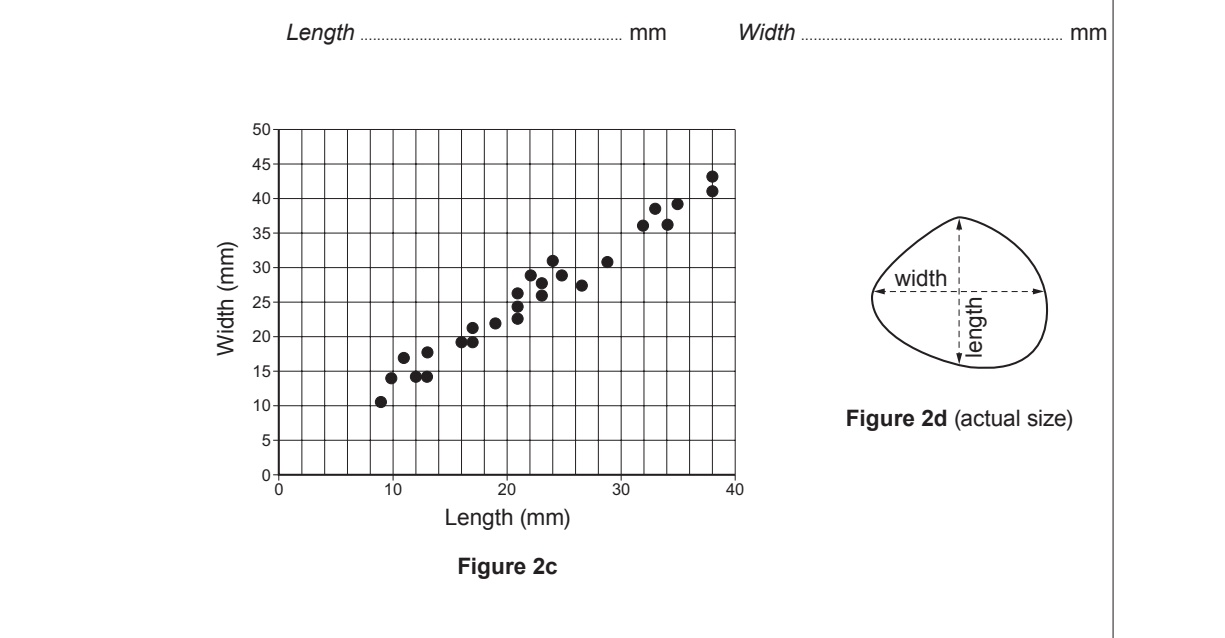 Length ........................................................ mm Width ........................................................ mm
50
45
40
35
30
25
20
15
10
5
0
Width (mm)
0 10 20 30 40
Length (mm)
Figure 2c
width
length
Figure 2d (actual size)